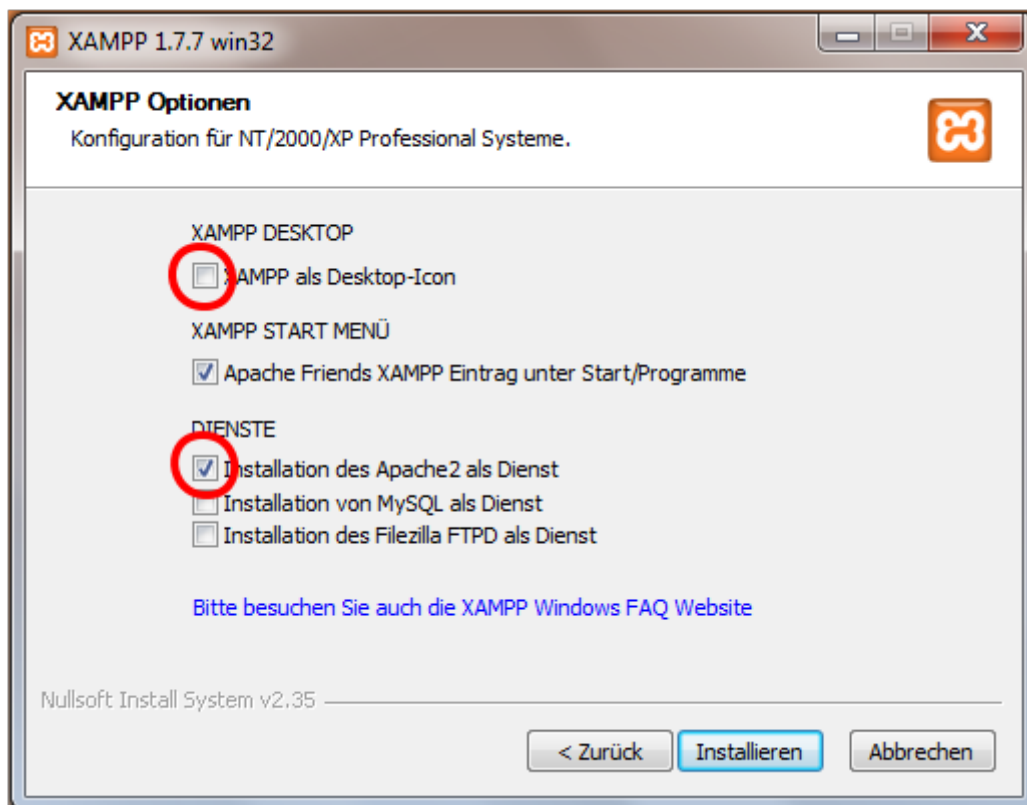 XAMPP 1.7.7 win32
XAMPP Optionen
Konfiguration für NT/2000/XP Professional Systeme.
XAMPP DESKTOP
XAMPP als Desktop-Icon
XAMPP START MENÜ
Apache Friends XAMPP Eintrag unter Start/Programme
DIENSTE
Installation des Apache2 als Dienst
Installation von MySQL als Dienst
Installation des Filezilla FTPD als Dienst
Bitte besuchen Sie auch die XAMPP Windows FAQ Website
Nullsoft Install System v2.35
< Zurück Installieren Abbrechen